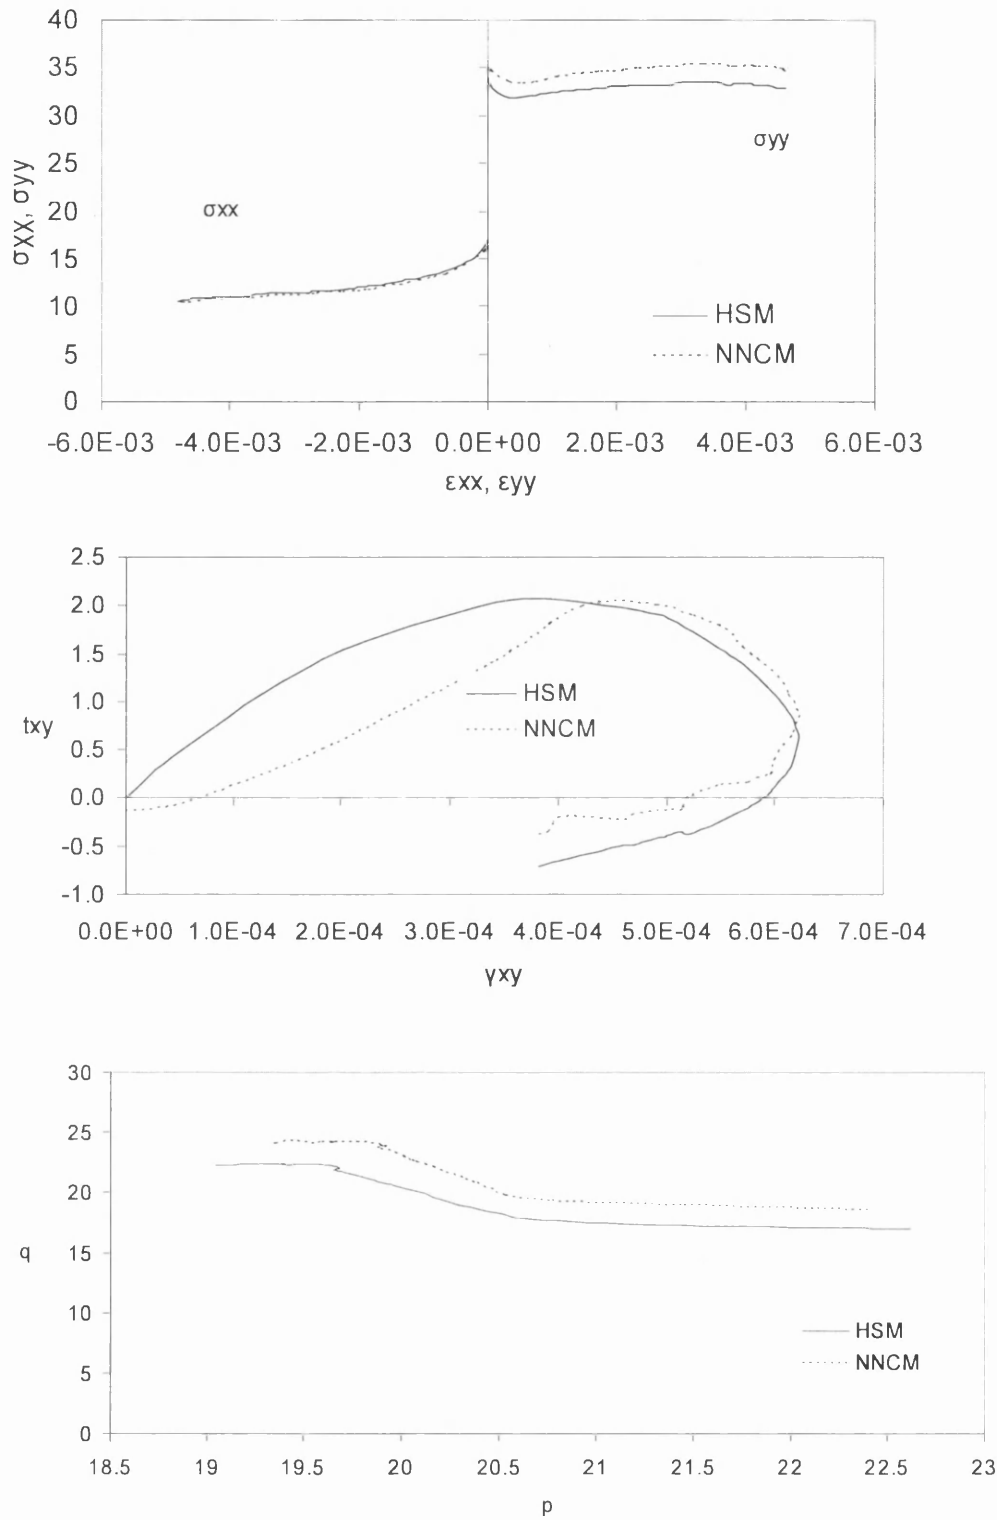 40
35
30
25
20
15
10
5
0
σxx, σyy
σxx
σyy
HSM
NNCM
-6.0E-03 -4.0E-03 -2.0E-03 0.0E+00 2.0E-03 4.0E-03 6.0E-03
εxx, εyy
2.5
2.0
1.5
1.0
0.5
0.0
-0.5
-1.0
txy
HSM
NNCM
0.0E+00 1.0E-04 2.0E-04 3.0E-04 4.0E-04 5.0E-04 6.0E-04 7.0E-04
γxy
30
25
20
15
10
5
0
q
HSM
NNCM
18.5 19 19.5 20 20.5 21 21.5 22 22.5 23
p